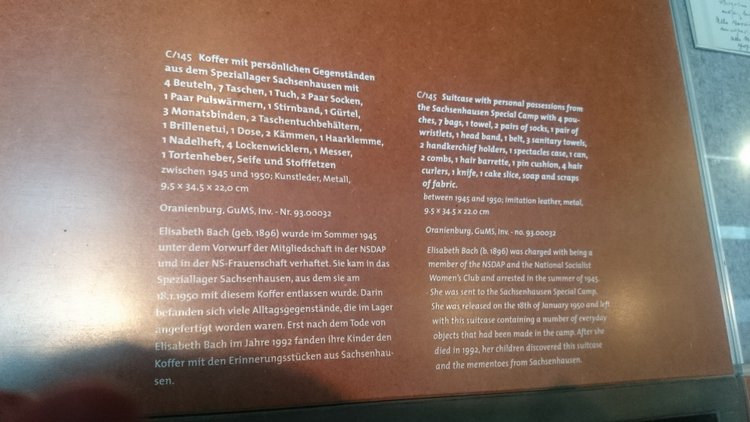 C/145 Koffer mit persönlichen Gegenständen
aus dem Speziallager Sachsenhausen mit
4 Beuteln, 7 Taschen, 1 Tuch, 2 Paar Socken,
1 Paar Pulswärmern, 1 Stirnband, 1 Gürtel,
3 Monatsbinden, 2 Taschentuchbehältern,
1 Brillenetui, 1 Dose, 2 Kämmen, 1 Haarklemme,
1 Nadelheft, 4 Lockenwicklern, 1 Messer,
1 Tortenheber, Seife und Stofffetzen
zwischen 1945 und 1950; Kunstleder, Metall,
9,5 x 34,5 x 22,0 cm
Oranienburg, GuMS, Inv. - Nr. 93.00032
Elisabeth Bach (geb. 1896) wurde im Sommer 1945
unter dem Vorwurf der Mitgliedschaft in der NSDAP
und in der NS-Frauenschaft verhaftet. Sie kam in das
Speziallager Sachsenhausen, aus dem sie am
18.1.1950 mit diesem Koffer entlassen wurde. Darin
befanden sich viele Alltagsgegenstände, die im Lager
angefertigt worden waren. Erst nach dem Tode von
Elisabeth Bach im Jahre 1992 fanden ihre Kinder den
Koffer mit den Erinnerungsstücken aus Sachsenhau-
sen.
C/145 Suitcase with personal possessions from
the Sachsenhausen Special Camp with 4 pou-
ches, 7 bags, 1 towel, 2 pairs of socks, 1 pair of
wristlets, 1 head band, 1 belt, 3 sanitary towels,
2 handkerchief holders, 1 spectacles case, 1 can,
2 combs, 1 hair barrette, 1 pin cushion, 4 hair
curlers, 1 knife, 1 cake slice, soap and scraps
of fabric.
between 1945 and 1950; imitation leather, metal,
9.5 x 34.5 x 22.0 cm
Oranienburg, GuMS, Inv. - no. 93.00032
Elisabeth Bach (b. 1896) was charged with being a
member of the NSDAP and the National Socialist
Women's Club and arrested in the summer of 1945.
She was sent to the Sachsenhausen Special Camp.
She was released on the 18th of January 1950 and left
with this suitcase containing a number of everyday
objects that had been made in the camp. After she
died in 1992, her children discovered this suitcase
and the mementoes from Sachsenhausen.